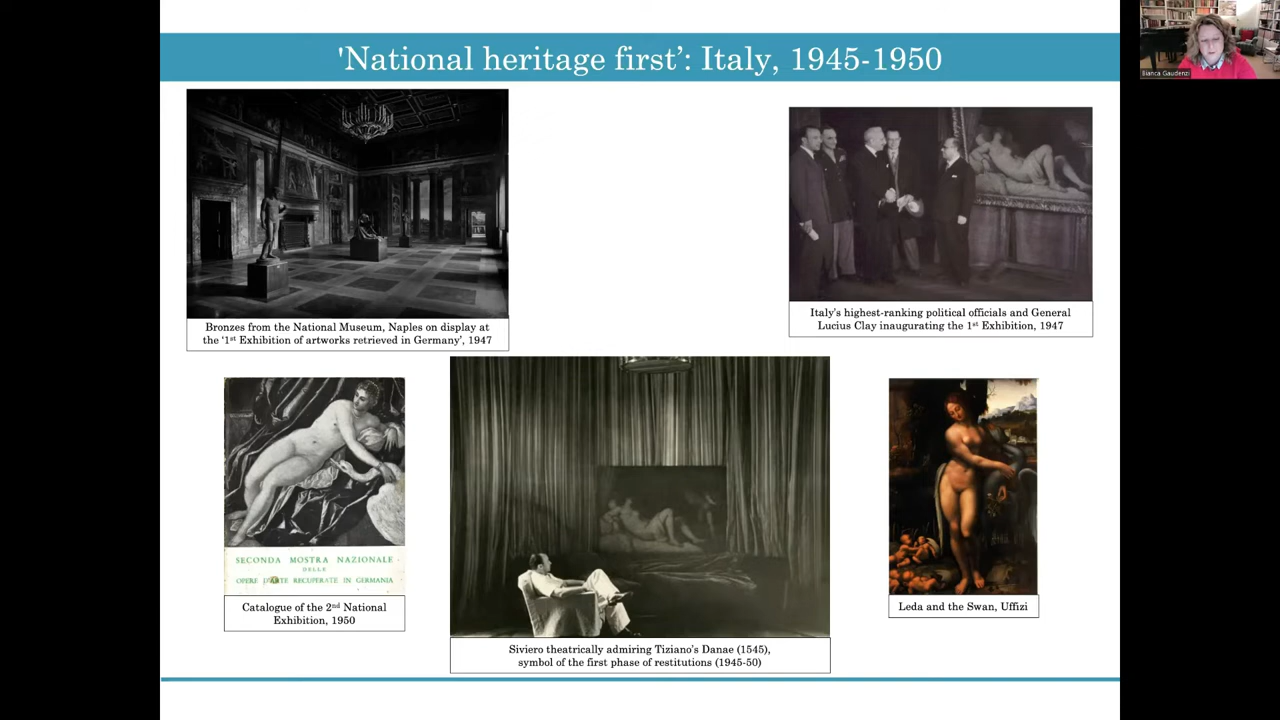 'National heritage first’: Italy, 1945-1950
Bianca Gaudenzi
Bronzes from the National Museum, Naples on display at
the ‘1st Exhibition of artworks retrieved in Germany’, 1947
Italy's highest-ranking political officials and General
Lucius Clay inaugurating the 1st Exhibition, 1947
SECONDA MOSTRA NAZIONALE
DELLE
OPERE D'ARTE RECUPERATE IN GERMANIA
Catalogue of the 2nd National
Exhibition, 1950
Siviero theatrically admiring Tiziano's Danae (1545),
symbol of the first phase of restitutions (1945-50)
Leda and the Swan, Uffizi